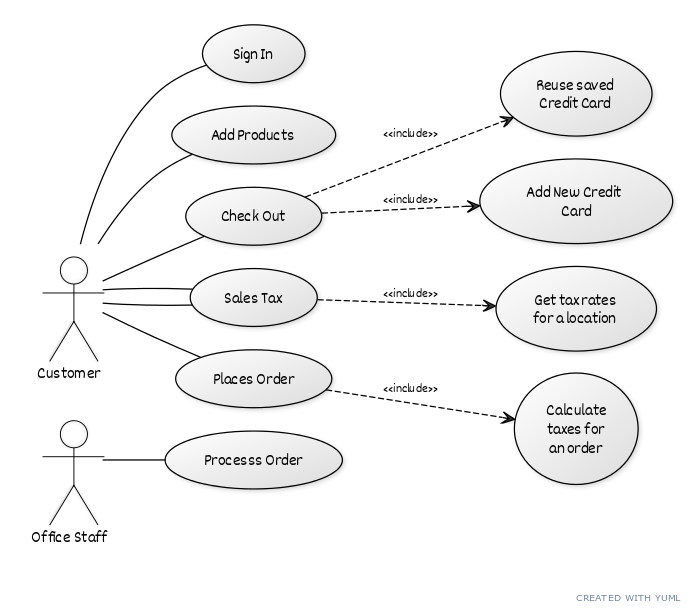 Sign In
Reuse saved
Credit Card
Add Products
<<include>>
Add New Credit
Card
Check Out
<<include>>
Sales Tax
<<include>>
Get tax rates
for a location
Customer
Places Order
<<include>>
Calculate
taxes for
an order
Processs Order
Office Staff
CREATED WITH YUML